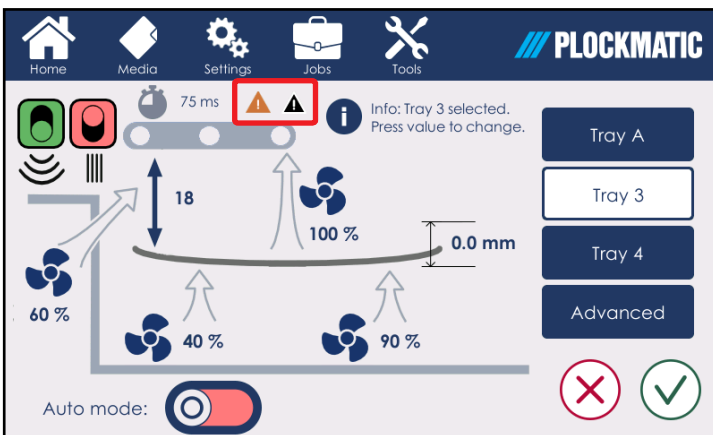 PLOCKMATIC
Home
Media
Settings
Jobs
Tools
75 ms
Info: Tray 3 selected.
Press value to change.
Tray A
Tray 3
Tray 4
Advanced
18
100 %
0.0 mm
60 %
40 %
90 %
Auto mode: